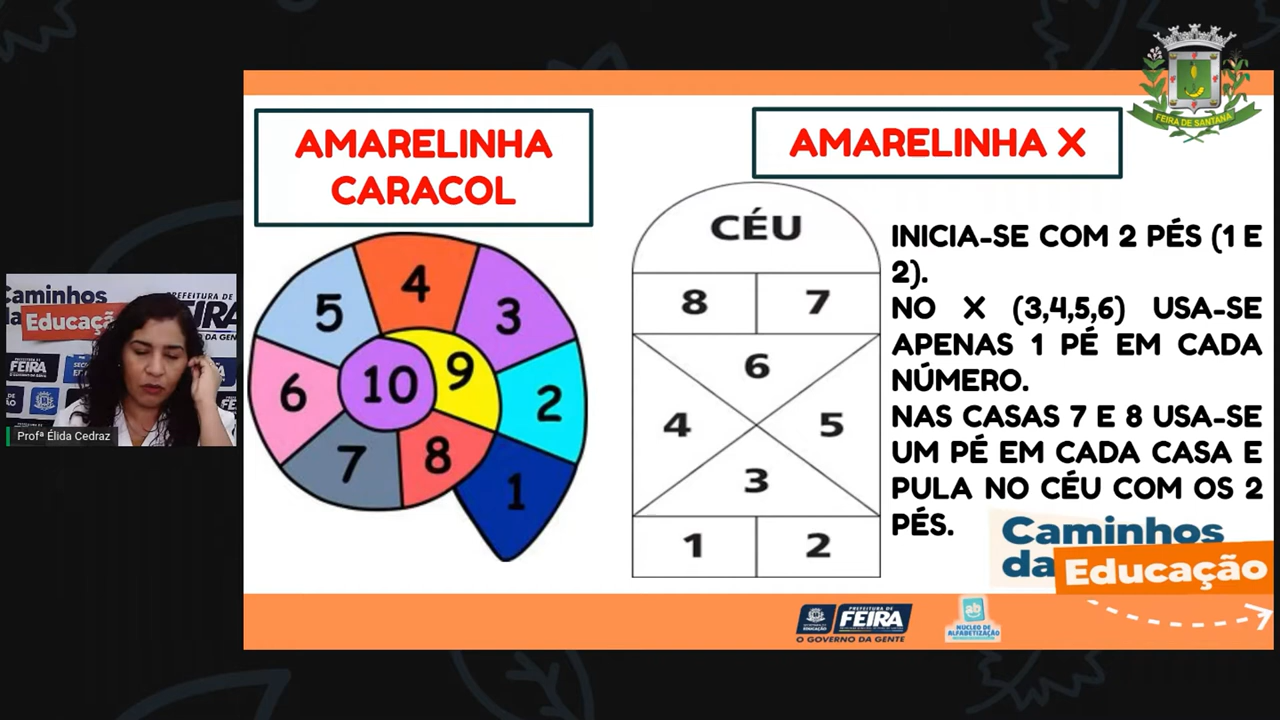 FEIRA DE SANTANA
AMARELINHA
CARACOL
AMARELINHA X
5
4
3
6
10
9
2
7
8
1
CÉU
8
7
6
4
5
3
1
2
INICIA-SE COM 2 PÉS (1 E
2).
NO X (3,4,5,6) USA-SE
APENAS 1 PÉ EM CADA
NÚMERO.
NAS CASAS 7 E 8 USA-SE
UM PÉ EM CADA CASA E
PULA NO CÉU COM OS 2
PÉS.
Caminhos
da Educação
PREFEITURA DE
FEIRA
O GOVERNO DA GENTE
ab
NÚCLEO DE
ALFABETIZAÇÃO
Caminhos
da Educaçã
PREFEITURA DE
IRA
DA GENTE
FEIRA
Profª Élida Cedraz